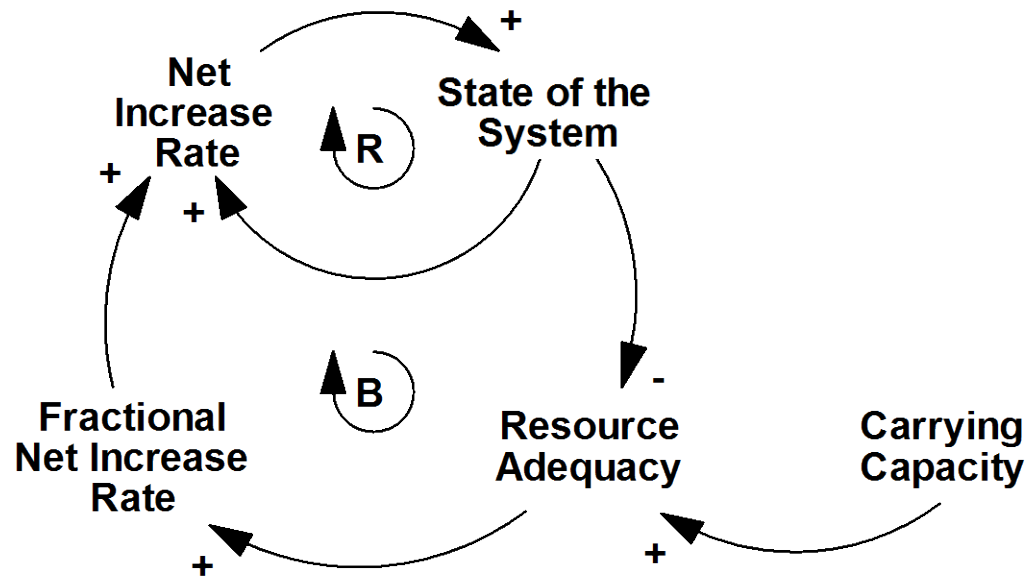 +
Net
Increase
Rate
State of the
System
R
+
+
B
-
Fractional
Net Increase
Rate
Resource
Adequacy
Carrying
Capacity
+
+